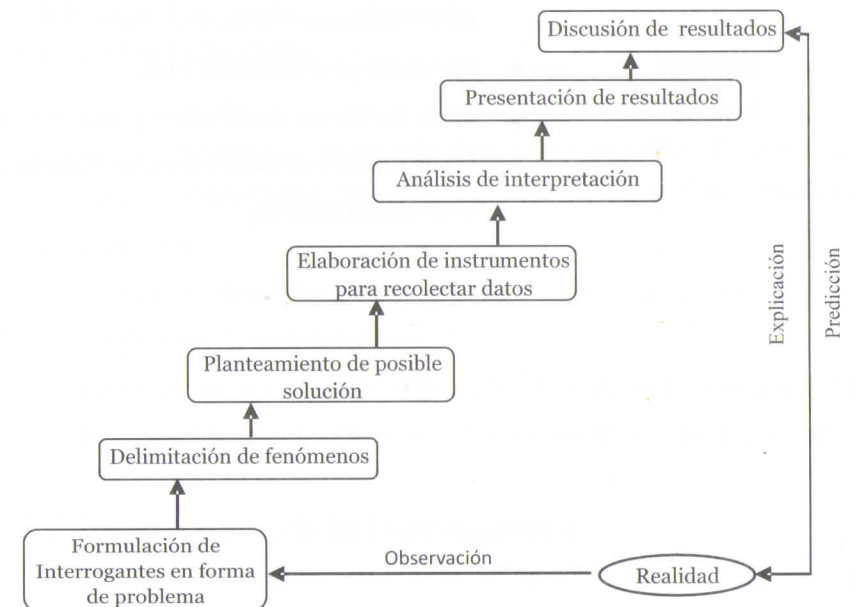 Discusión de resultados
Presentación de resultados
Análisis de interpretación
Elaboración de instrumentos
para recolectar datos
Planteamiento de posible
solución
Delimitación de fenómenos
Formulación de
Interrogantes en forma
de problema
Observación
Realidad
Explicación
Predicción